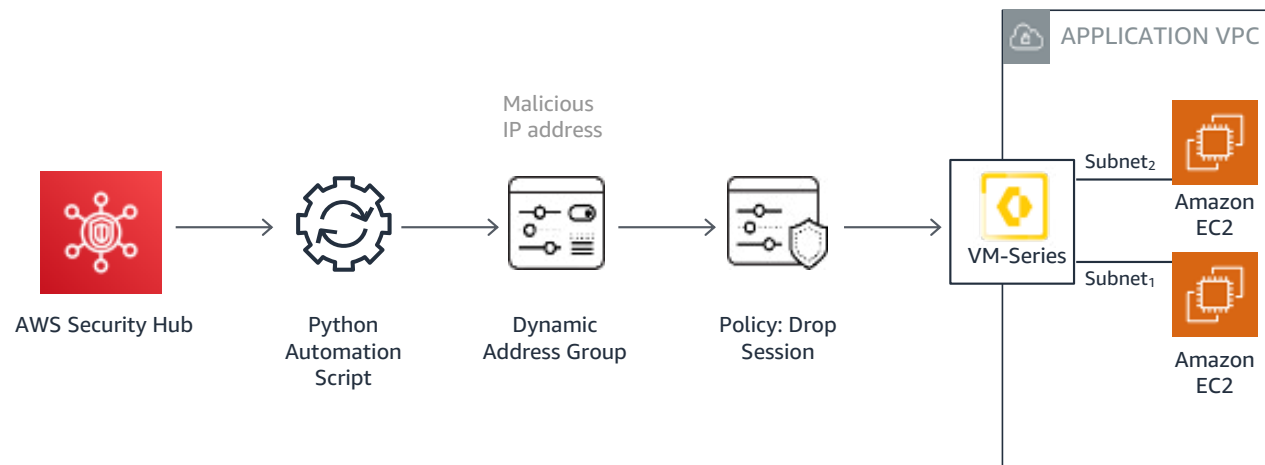 APPLICATION VPC
Malicious
IP address
Subnet₂
Amazon
EC2
VM-Series
Subnet₁
AWS Security Hub
Python
Automation
Script
Dynamic
Address Group
Policy: Drop
Session
Amazon
EC2